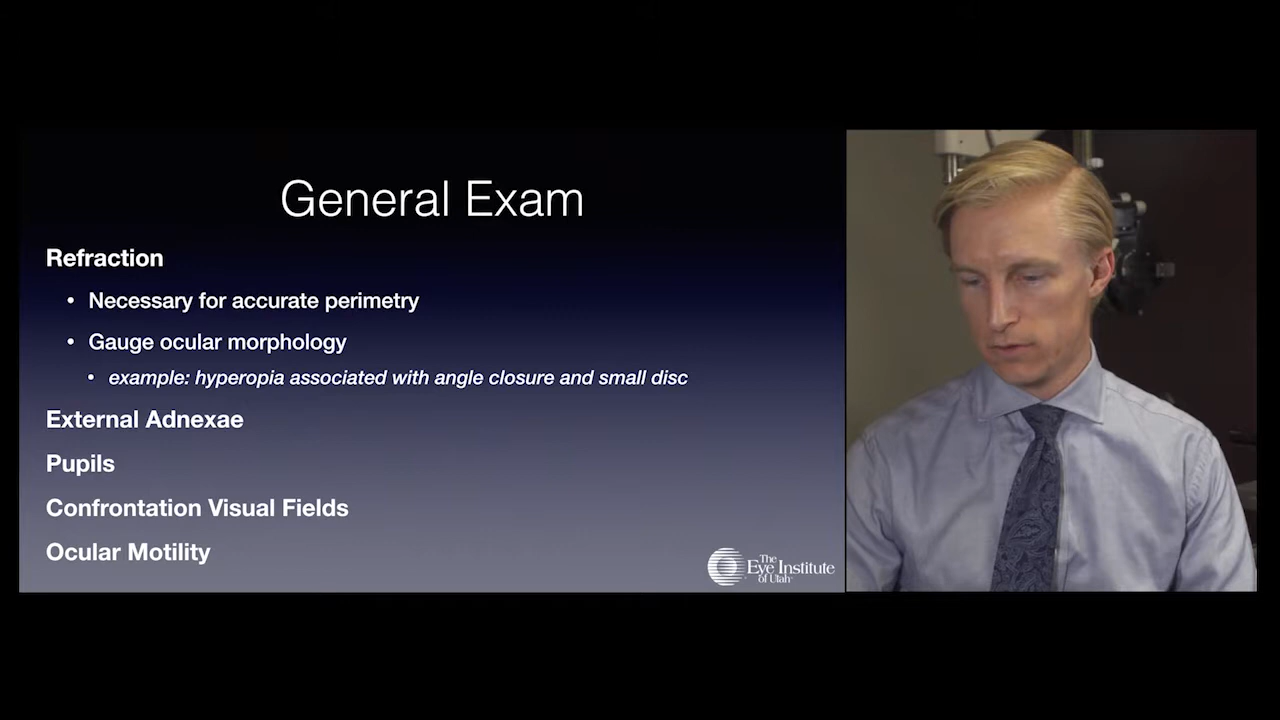 General Exam
Refraction
• Necessary for accurate perimetry
• Gauge ocular morphology
• example: hyperopia associated with angle closure and small disc
External Adnexae
Pupils
Confrontation Visual Fields
Ocular Motility
The
Eye Institute
of Utah